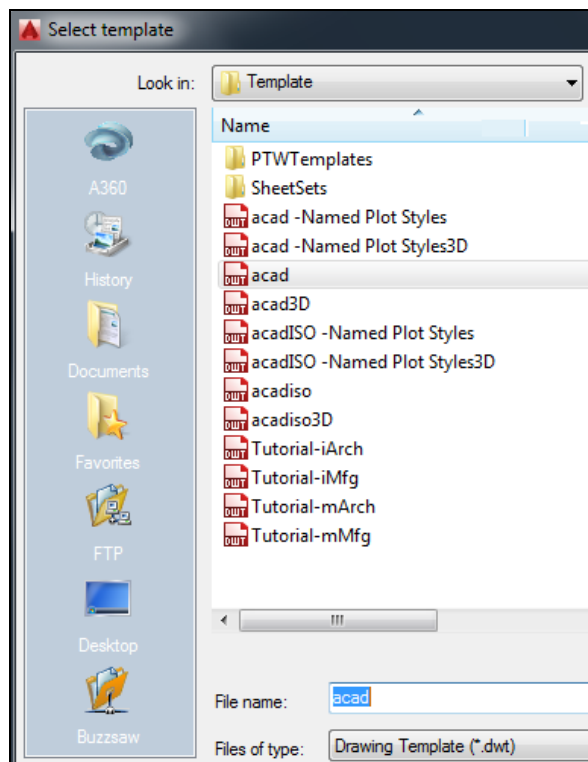 Select template
Look in:
Template
Name
PTWTemplates
SheetSets
acad -Named Plot Styles
acad -Named Plot Styles3D
acad
acad3D
acadISO -Named Plot Styles
acadISO -Named Plot Styles3D
acadiso
acadiso3D
Tutorial-iArch
Tutorial-iMfg
Tutorial-mArch
Tutorial-mMfg
A360
History
Documents
Favorites
FTP
Desktop
Buzzsaw
File name:
acad
Files of type:
Drawing Template (*.dwt)